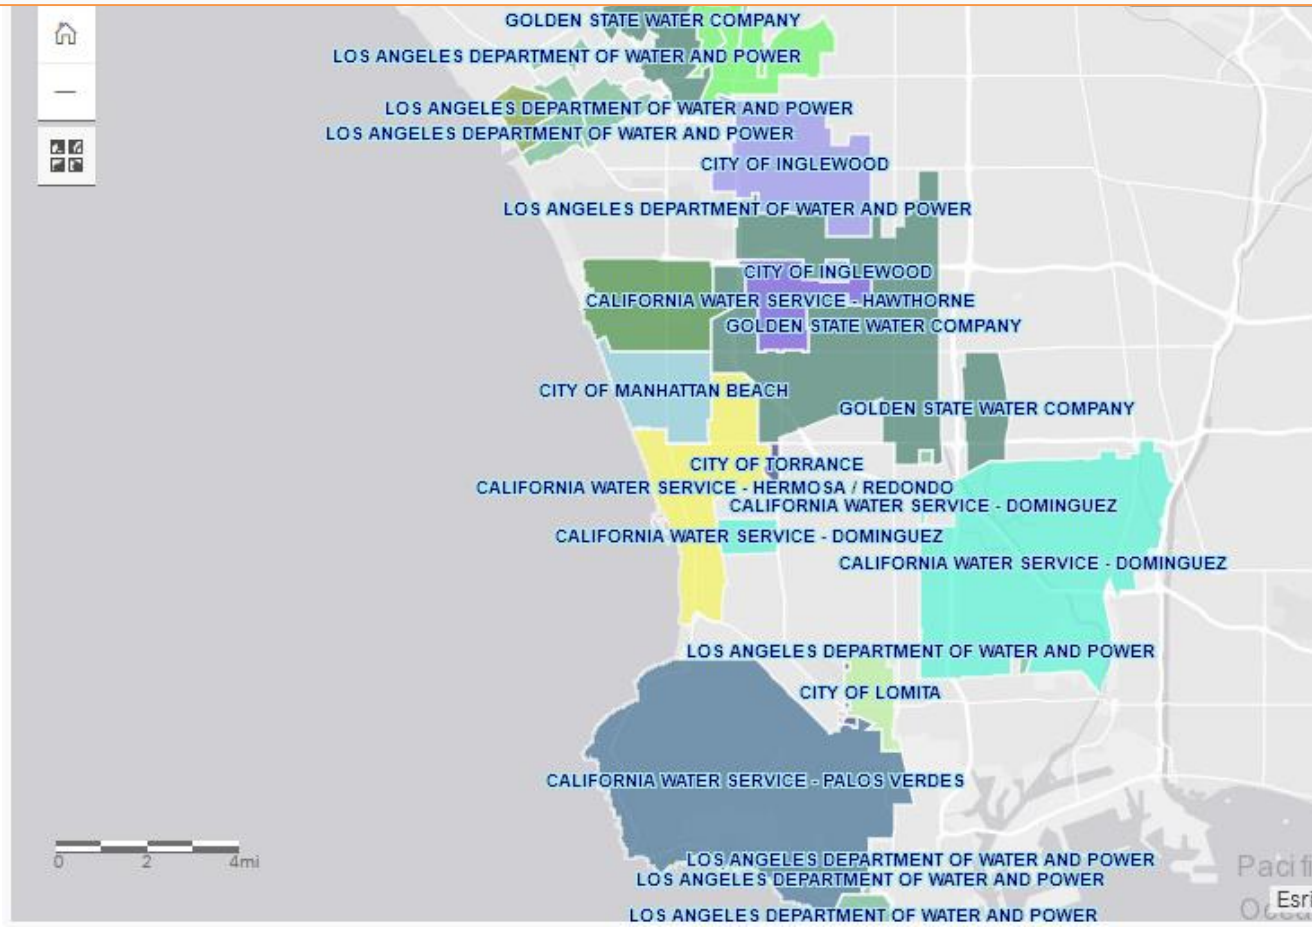 GOLDEN STATE WATER COMPANY
LOS ANGELES DEPARTMENT OF WATER AND POWER
LOS ANGELES DEPARTMENT OF WATER AND POWER
LOS ANGELES DEPARTMENT OF WATER AND POWER
CITY OF INGLEWOOD
LOS ANGELES DEPARTMENT OF WATER AND POWER
CITY OF INGLEWOOD
CALIFORNIA WATER SERVICE - HAWTHORNE
GOLDEN STATE WATER COMPANY
CITY OF MANHATTAN BEACH
GOLDEN STATE WATER COMPANY
CITY OF TORRANCE
CALIFORNIA WATER SERVICE - HERMOSA / REDONDO
CALIFORNIA WATER SERVICE - DOMINGUEZ
CALIFORNIA WATER SERVICE - DOMINGUEZ
CALIFORNIA WATER SERVICE - DOMINGUEZ
LOS ANGELES DEPARTMENT OF WATER AND POWER
CITY OF LOMITA
CALIFORNIA WATER SERVICE - PALOS VERDES
0 2 4mi
LOS ANGELES DEPARTMENT OF WATER AND POWER
Pacifi
LOS ANGELES DEPARTMENT OF WATER AND POWER
Esri
LOS ANGELES DEPARTMENT OF WATER AND POWER